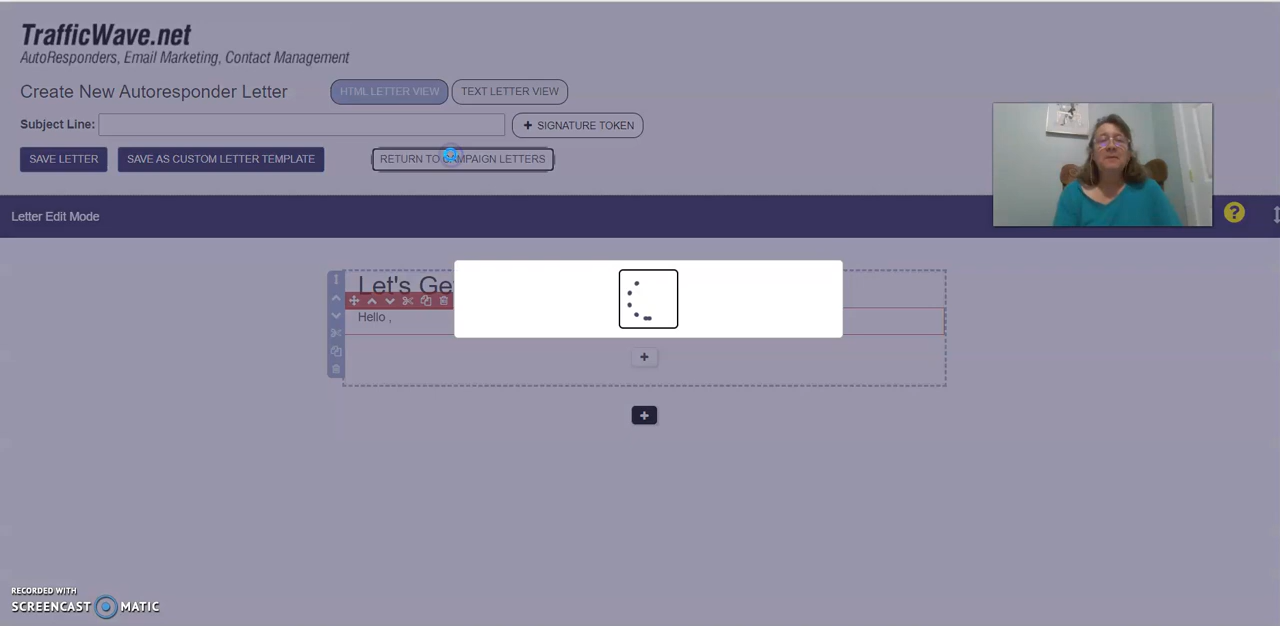 TrafficWave.net
AutoResponders, Email Marketing, Contact Management
Create New Autoresponder Letter HTML LETTER VIEW TEXT LETTER VIEW
Subject Line: + SIGNATURE TOKEN
SAVE LETTER SAVE AS CUSTOM LETTER TEMPLATE RETURN TO CAMPAIGN LETTERS
Letter Edit Mode ?
Let's Ge
Hello ,
+
+
RECORDED WITH
SCREENCAST MATIC